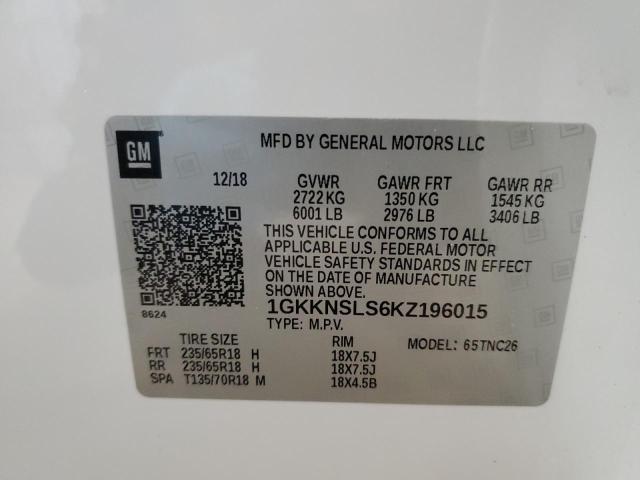 GM
MFD BY GENERAL MOTORS LLC
12/18 GVWR GAWR FRT GAWR RR
2722 KG 1350 KG 1545 KG
6001 LB 2976 LB 3406 LB
THIS VEHICLE CONFORMS TO ALL
APPLICABLE U.S. FEDERAL MOTOR
VEHICLE SAFETY STANDARDS IN EFFECT
ON THE DATE OF MANUFACTURE
SHOWN ABOVE.
8624
1GKKNSLS6KZ196015
TYPE: M.P.V.
TIRE SIZE RIM MODEL: 65TNC26
FRT 235/65R18 H 18X7.5J
RR 235/65R18 H 18X7.5J
SPA T135/70R18 M 18X4.5B